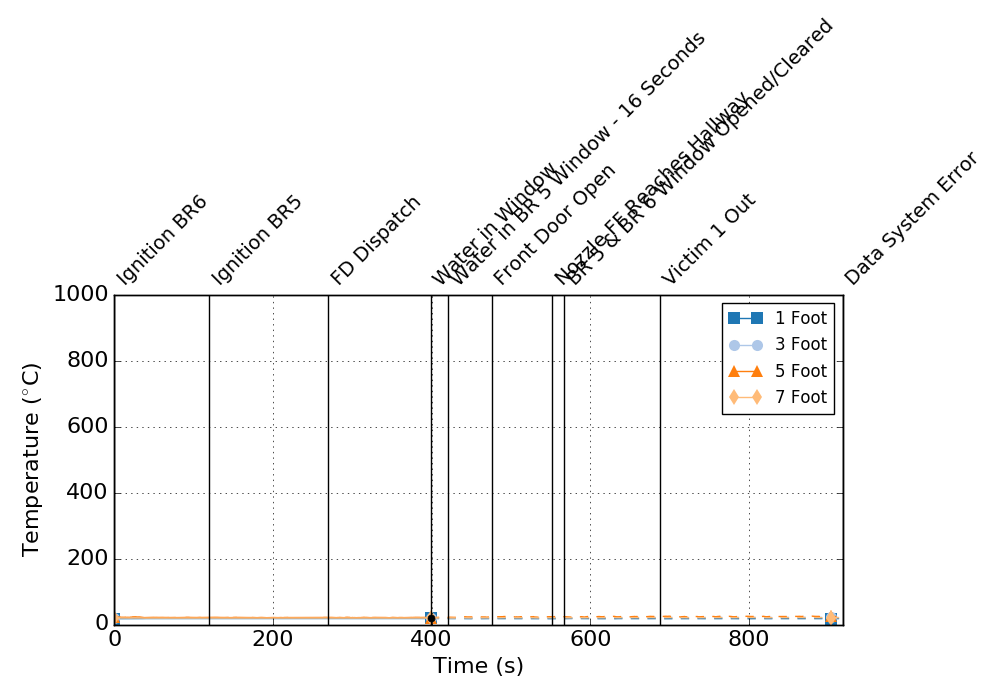 Ignition BR6
Ignition BR5
FD Dispatch
Water in Window
Water in BR 5 Window - 16 Seconds
Front Door Open
Nozzle FF Reaches Hallway
BR 5 & BR 6 Window Opened/Cleared
Victim 1 Out
Data System Error
1000
800
600
400
200
0
Temperature (°C)
1 Foot
3 Foot
5 Foot
7 Foot
0 200 400 600 800
Time (s)